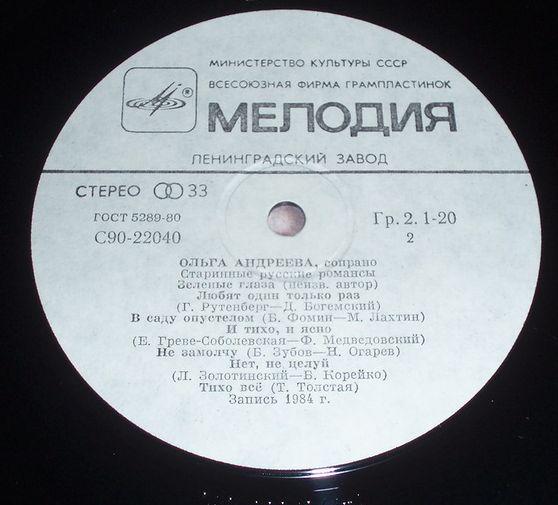 МИНИСТЕРСТВО КУЛЬТУРЫ СССР
ВСЕСОЮЗНАЯ ФИРМА ГРАМПЛАСТИНОК
®
МЕЛОДИЯ
ЛЕНИНГРАДСКИЙ ЗАВОД
СТЕРЕО 33
ГОСТ 5289-80
Гр. 2. 1-20
С90-22040
2
ОЛЬГА АНДРЕЕВА, сопрано
Старинные русские романсы
Зеленые глаза (неизв. автор)
Любят один только раз
(Г. Рутенберг—Д. Богемский)
В саду опустелом (Б. Фомин—М. Лахтин)
И тихо, и ясно
(Е. Греве-Соболевская—Ф. Медведовский)
Не замолчу (Б. Зубов—Н. Огарев)
Нет, не целуй
(Л. Золотинский—Б. Корейко)
Тихо всё (Т. Толстая)
Запись 1984 г.